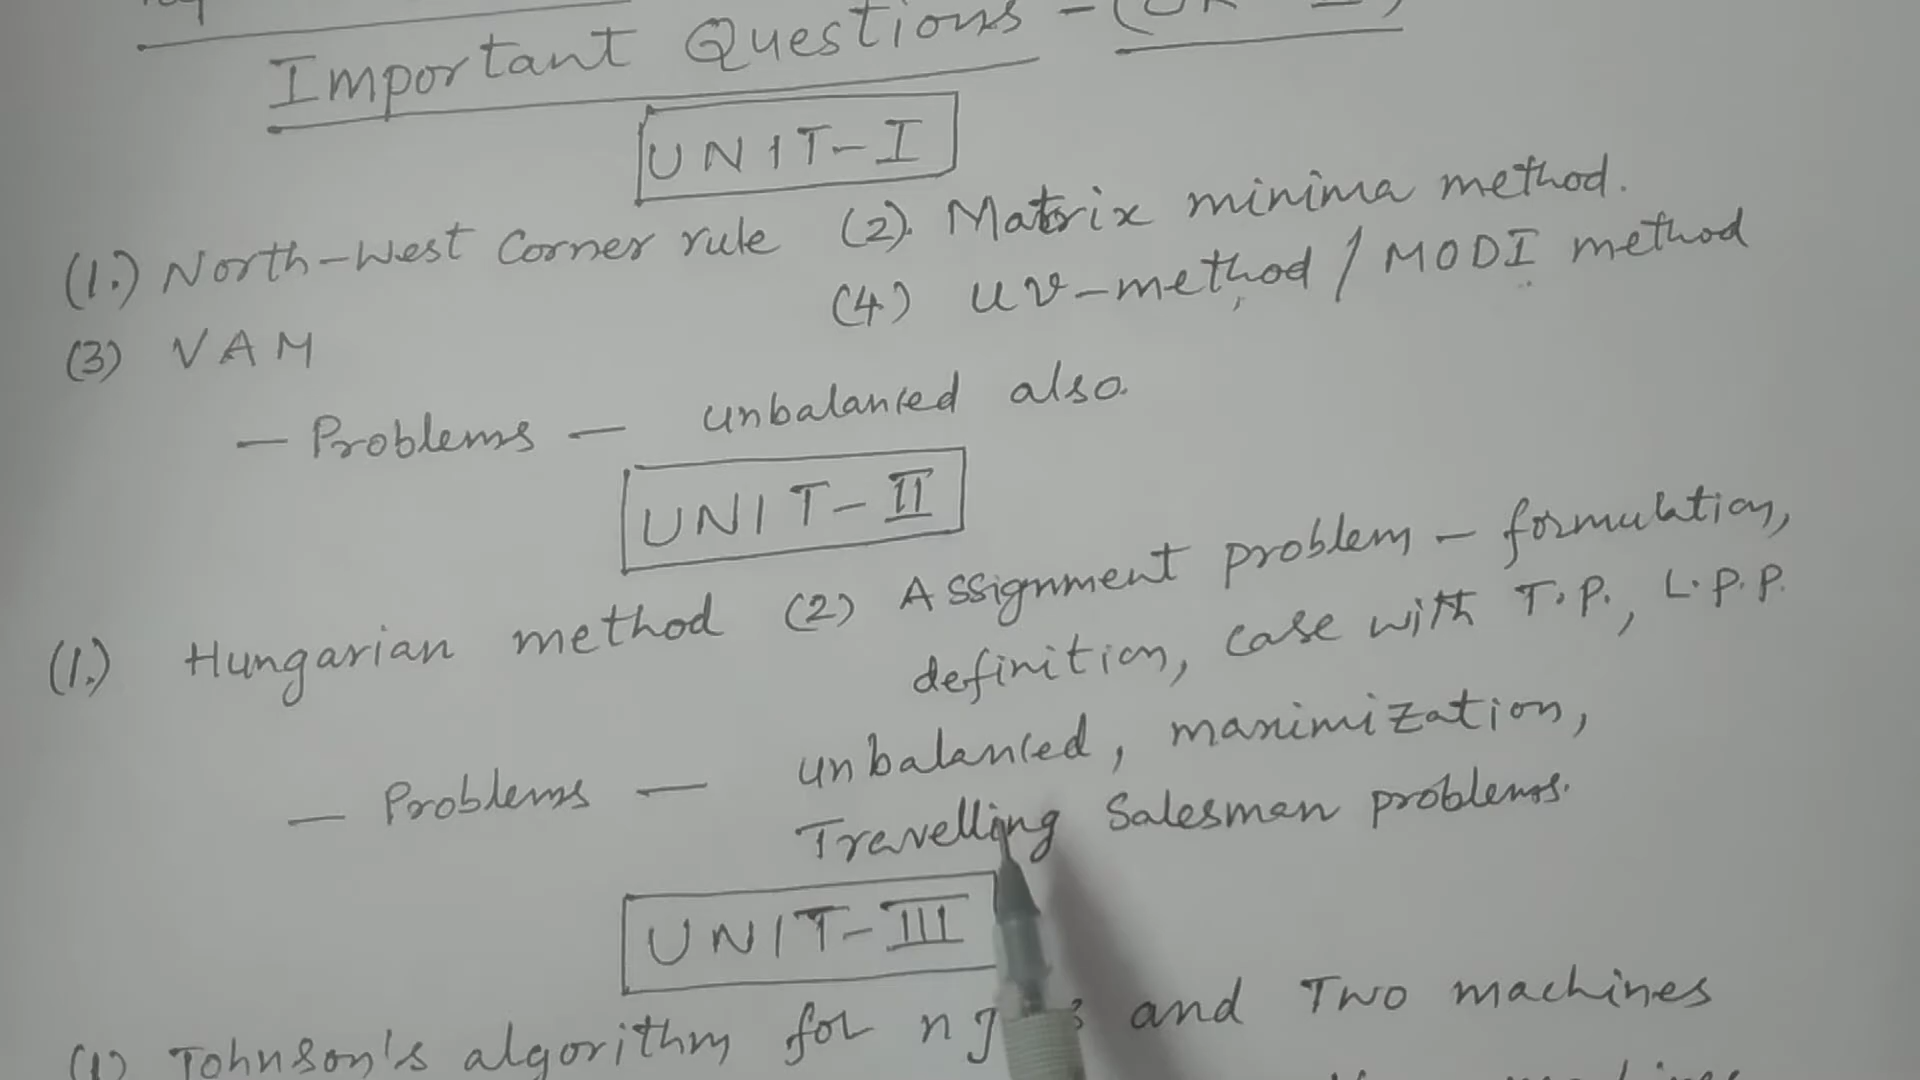 Important Questions - (OR
UNIT-I
(1.) North-West Corner rule (2). Matrix minima method.
(3) VAM (4) UV-method / MODI method
- Problems - unbalanced also.
UNIT-II
(1.) Hungarian method (2) Assignment problem - formulation,
definition, case with T.P., L.P.P.
- Problems - unbalanced, maximization,
Travelling Salesman problems.
UNIT-III
(1) Johnson's algorithm for n and Two machines